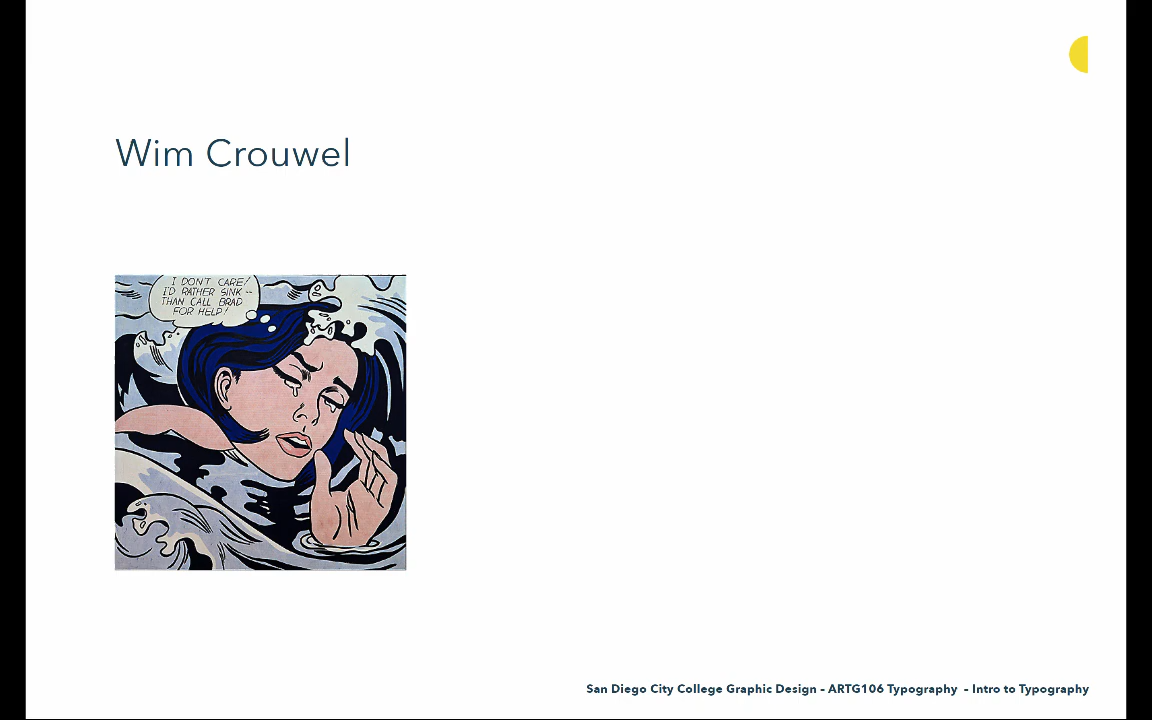 Wim Crouwel
I DON'T CARE!
I'D RATHER SINK --
THAN CALL BRAD
FOR HELP!
San Diego City College Graphic Design – ARTG106 Typography – Intro to Typography